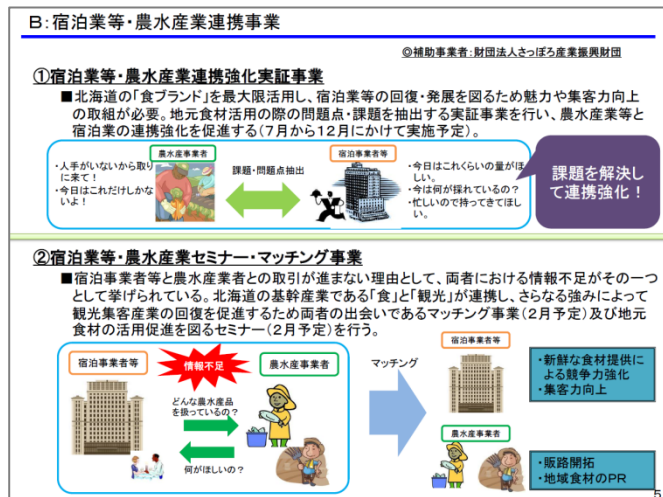 B:宿泊業等・農水産業連携事業
◎補助事業者:財団法人さっぽろ産業振興財団
①宿泊業等・農水産業連携強化実証事業
■北海道の「食ブランド」を最大限活用し、宿泊業等の回復・発展を図るため魅力や集客力向上
の取組が必要。地元食材活用の際の問題点・課題を抽出する実証事業を行い、農水産業等と
宿泊業の連携強化を促進する(7月から12月にかけて実施予定)。
農水産事業者
・人手がいないから取り
に来て!
・今日はこれだけしかな
いよ!
課題・問題点抽出
宿泊事業者等
・今日はこれくらいの量がほ
しい。
・今は何が採れているの?
・忙しいので持ってきてほし
い。
課題を解決し
て連携強化!
②宿泊業等・農水産業セミナー・マッチング事業
■宿泊事業者等と農水産業者との取引が進まない理由として、両者における情報不足がその一つ
として挙げられている。北海道の基幹産業である「食」と「観光」が連携し、さらなる強みによって
観光集客産業の回復を促進するため両者の出会いであるマッチング事業(2月予定)及び地元
食材の活用促進を図るセミナー(2月予定)を行う。
宿泊事業者等
情報不足
農水産事業者
どんな農水産品
を扱っているの?
何がほしいの?
マッチング
宿泊事業者等
・新鮮な食材提供に
よる競争力強化
・集客力向上
農水産事業者
・販路開拓
・地域食材のPR
5